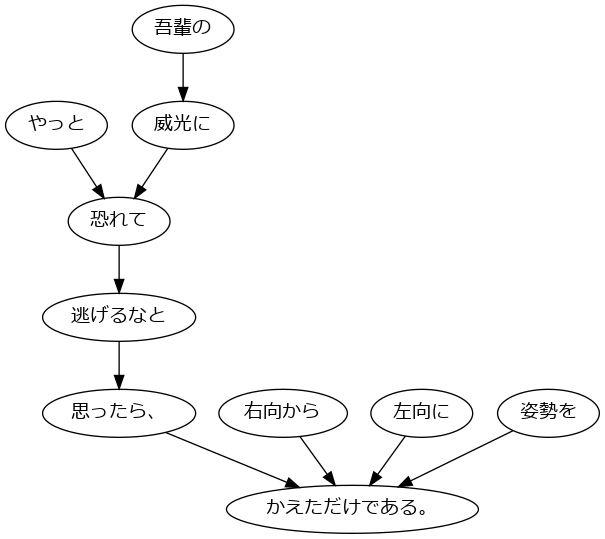 吾輩の
やっと
威光に
恐れて
逃げるなと
思ったら、
右向から
左向に
姿勢を
かえただけである。